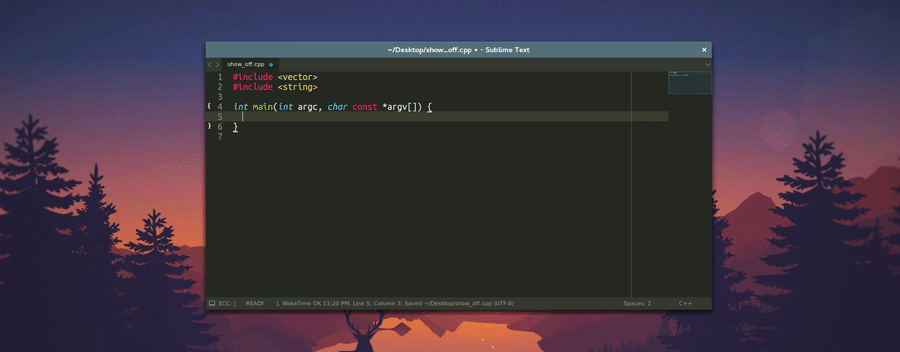 ~/Desktop/show_off.cpp • - Sublime Text
show_off.cpp
1 #include <vector>
2 #include <string>
3
4 int main(int argc, char const *argv[]) {
5
6 }
7
ECC: | READY ), WakaTime OK 11:20 PM, Line 5, Column 3; Saved ~/Desktop/show_off.cpp (UTF-8) Spaces: 2 C++